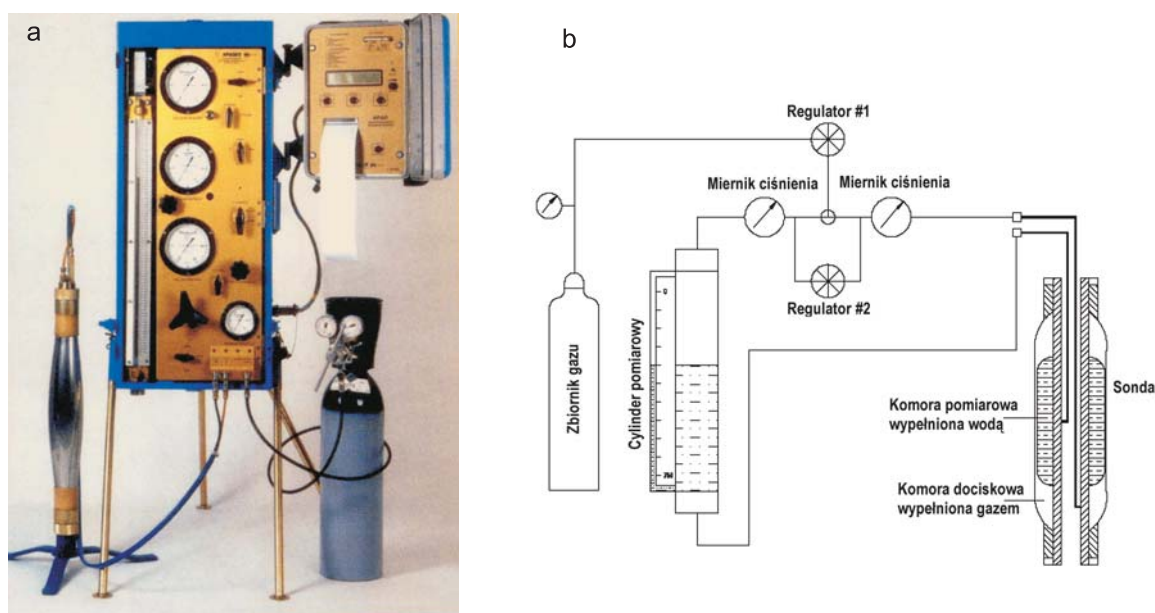 a
b
Regulator #1
Miernik ciśnienia
Miernik ciśnienia
Regulator #2
Zbiornik gazu
Cylinder pomiarowy
0
Sonda
Komora pomiarowa
wypełniona wodą
Komora dociskowa
wypełniona gazem